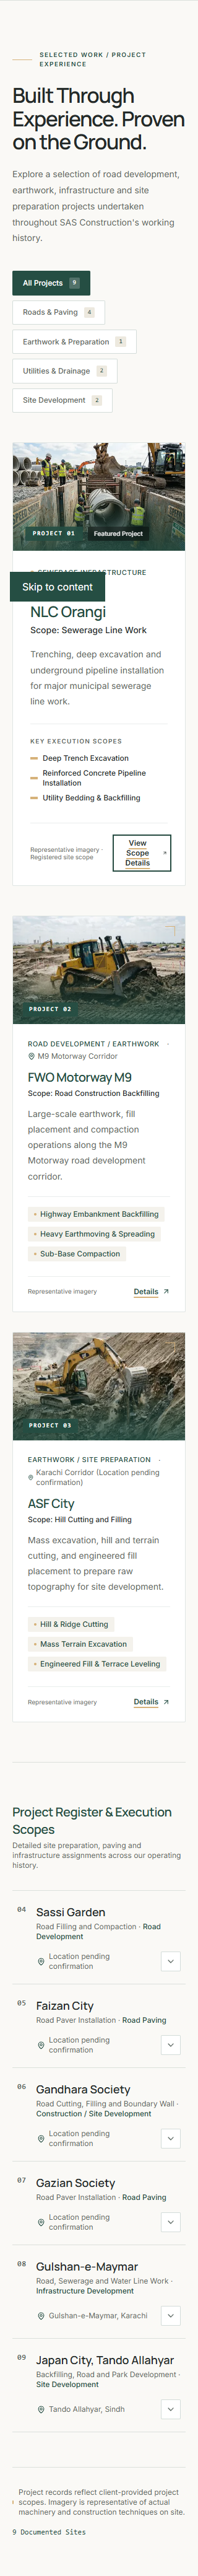 SELECTED WORK / PROJECT
EXPERIENCE
Built Through
Experience. Proven
on the Ground.
Explore a selection of road development,
earthwork, infrastructure and site
preparation projects undertaken
throughout SAS Construction's working
history.
All Projects 9
Roads & Paving 4
Earthwork & Preparation 1
Utilities & Drainage 2
Site Development 2
PROJECT 01 Featured Project
Skip to content
NLC Orangi
Scope: Sewerage Line Work
Trenching, deep excavation and
underground pipeline installation
for major municipal sewerage
line work.
KEY EXECUTION SCOPES
Deep Trench Excavation
Reinforced Concrete Pipeline
Installation
Utility Bedding & Backfilling
Representative imagery ·
Registered site scope
View
Scope
Details
PROJECT 02
ROAD DEVELOPMENT / EARTHWORK ·
M9 Motorway Corridor
FWO Motorway M9
Scope: Road Construction Backfilling
Large-scale earthwork, fill
placement and compaction
operations along the M9
Motorway road development
corridor.
Highway Embankment Backfilling
Heavy Earthmoving & Spreading
Sub-Base Compaction
Representative imagery
Details
PROJECT 03
EARTHWORK / SITE PREPARATION ·
Karachi Corridor (Location pending
confirmation)
ASF City
Scope: Hill Cutting and Filling
Mass excavation, hill and terrain
cutting, and engineered fill
placement to prepare raw
topography for site development.
Hill & Ridge Cutting
Mass Terrain Excavation
Engineered Fill & Terrace Leveling
Representative imagery
Details
Project Register & Execution
Scopes
Detailed site preparation, paving and
infrastructure assignments across our operating
history.
04 Sassi Garden
Road Filling and Compaction · Road
Development
Location pending
confirmation
05 Faizan City
Road Paver Installation · Road Paving
Location pending
confirmation
06 Gandhara Society
Road Cutting, Filling and Boundary Wall ·
Construction / Site Development
Location pending
confirmation
07 Gazian Society
Road Paver Installation · Road Paving
Location pending
confirmation
08 Gulshan-e-Maymar
Road, Sewerage and Water Line Work ·
Infrastructure Development
Gulshan-e-Maymar, Karachi
09 Japan City, Tando Allahyar
Backfilling, Road and Park Development ·
Site Development
Tando Allahyar, Sindh
Project records reflect client-provided project
scopes. Imagery is representative of actual
machinery and construction techniques on site.
9 Documented Sites